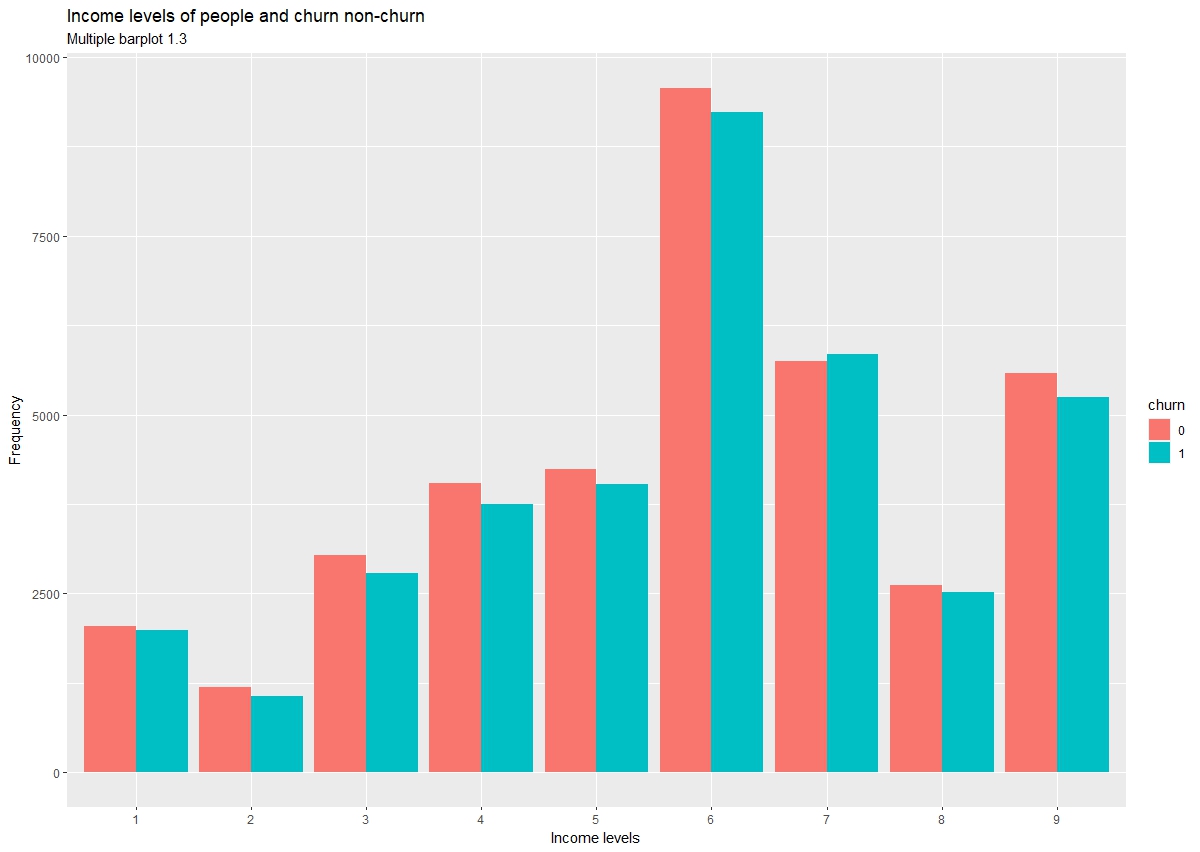 Income levels of people and churn non-churn
Multiple barplot 1.3
10000
7500
5000
2500
0
Frequency
1 2 3 4 5 6 7 8 9
Income levels
churn
0
1